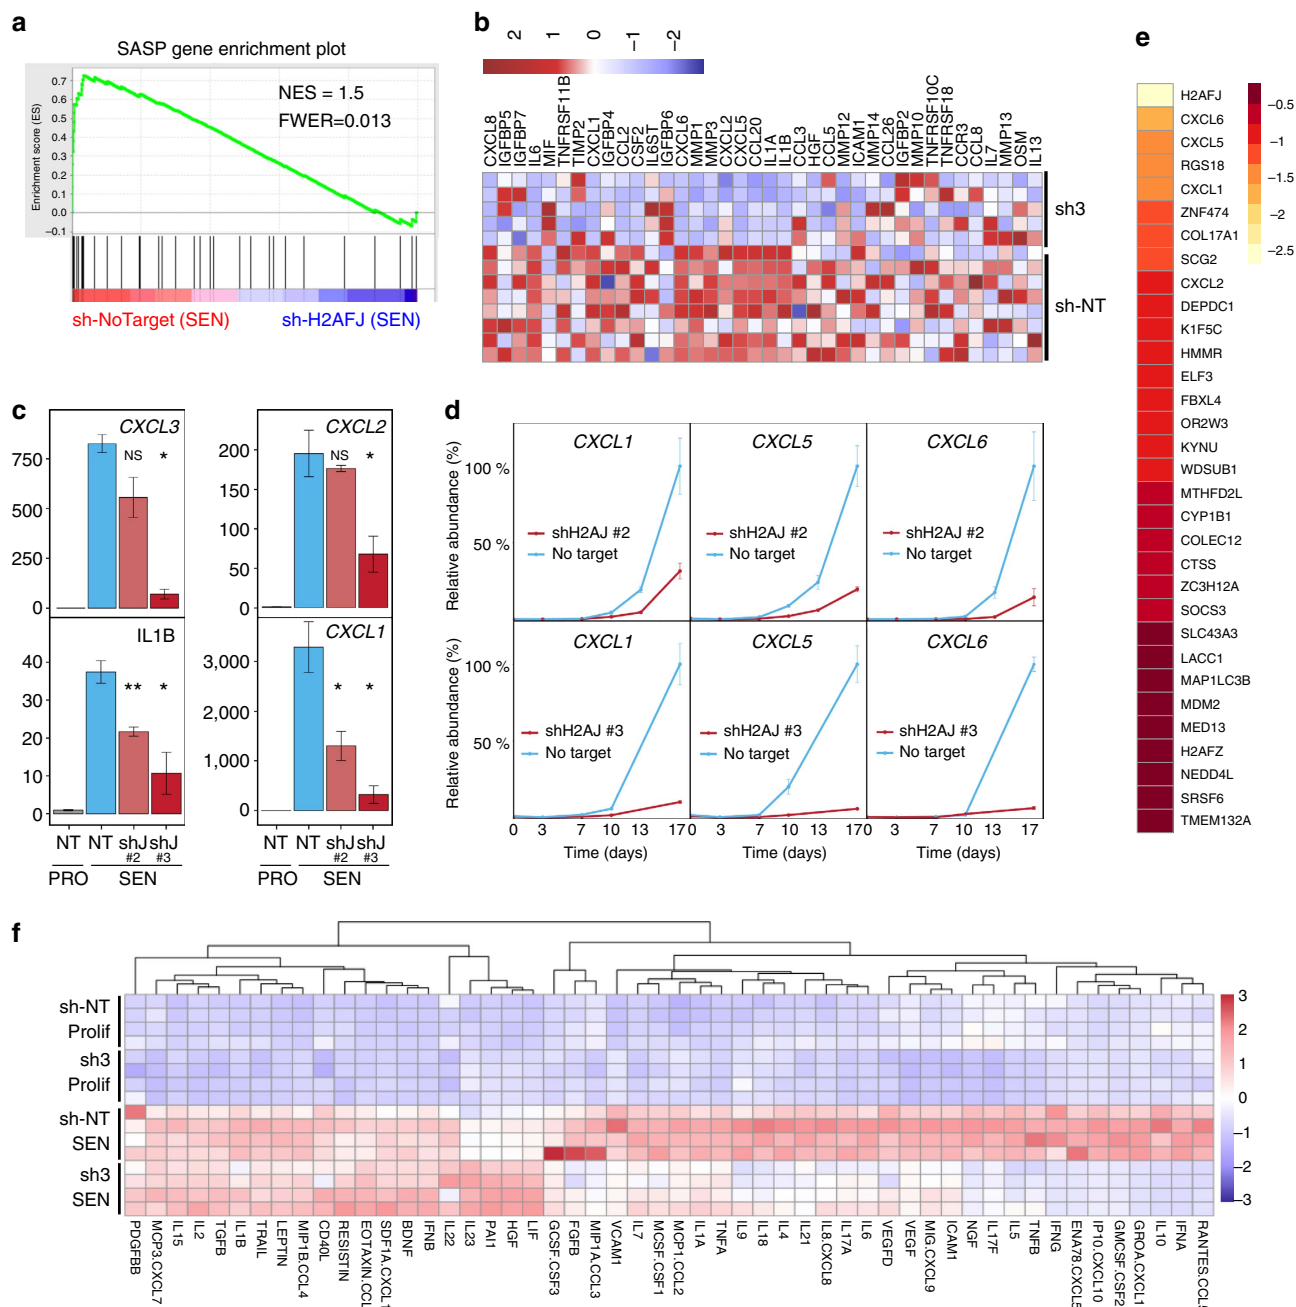 a
SASP gene enrichment plot
Enrichment score (ES)
0.7
0.6
0.5
0.4
0.3
0.2
0.1
0.0
−0.1
NES = 1.5
FWER=0.013
sh-NoTarget (SEN)
sh-H2AFJ (SEN)
b
2
1
0
−1
−2
CXCL8
IGFBP5
IGFBP7
IL6
MIF
TNFRSF11B
TIMP2
CXCL1
IGFBP4
CCL2
CSF2
IL6ST
IGFBP6
CXCL6
MMP1
MMP3
CXCL2
CXCL5
CCL20
IL1A
IL1B
CCL3
HGF
CCL5
MMP12
ICAM1
MMP14
CCL26
IGFBP2
MMP10
TNFRSF10C
TNFRSF18
CCR3
CCL8
IL7
MMP13
OSM
IL13
sh3
sh-NT
c
CXCL3
750
500
250
0
NS
*
CXCL2
200
150
100
50
0
NS
*
IL1B
40
30
20
10
0
**
*
CXCL1
3,000
2,000
1,000
0
*
*
NT NT shJ shJ
#2 #3
PRO SEN
NT NT shJ shJ
#2 #3
PRO SEN
d
Relative abundance (%)
100 %
50 %
CXCL1
shH2AJ #2
No target
CXCL5
shH2AJ #2
No target
CXCL6
shH2AJ #2
No target
Relative abundance (%)
100 %
50 %
CXCL1
shH2AJ #3
No target
CXCL5
shH2AJ #3
No target
CXCL6
shH2AJ #3
No target
0 3 7 10 13 17 0 3 7 10 13 17 0 3 7 10 13 17
Time (days)
Time (days)
Time (days)
e
H2AFJ
CXCL6
CXCL5
RGS18
CXCL1
ZNF474
COL17A1
SCG2
CXCL2
DEPDC1
K1F5C
HMMR
ELF3
FBXL4
OR2W3
KYNU
WDSUB1
MTHFD2L
CYP1B1
COLEC12
CTSS
ZC3H12A
SOCS3
SLC43A3
LACC1
MAP1LC3B
MDM2
MED13
H2AFZ
NEDD4L
SRSF6
TMEM132A
−0.5
−1
−1.5
−2
−2.5
f
sh-NT
Prolif
sh3
Prolif
sh-NT
SEN
sh3
SEN
3
2
1
0
−1
−2
−3
PDGFBB
MCP3.CXCL7
IL15
IL2
TGFB
IL1B
TRAIL
LEPTIN
MIP1B.CCL4
CD40L
RESISTIN
EOTAXIN.CCL
SDF1A.CXCL1
BDNF
IFNB
IL22
IL23
PAI1
HGF
LIF
GCSF.CSF3
FGFB
MIP1A.CCL3
VCAM1
IL7
MCSF.CSF1
MCP1.CCL2
IL1A
TNFA
IL9
IL18
IL4
IL21
IL8.CXCL8
IL17A
IL6
VEGFD
VEGF
MIG.CXCL9
ICAM1
NGF
IL17F
IL5
TNFB
IFNG
ENA78.CXCL5
IP10.CXCL10
GMCSF.CSF2
GROA.CXCL1
IL10
IFNA
RANTES.CCL5